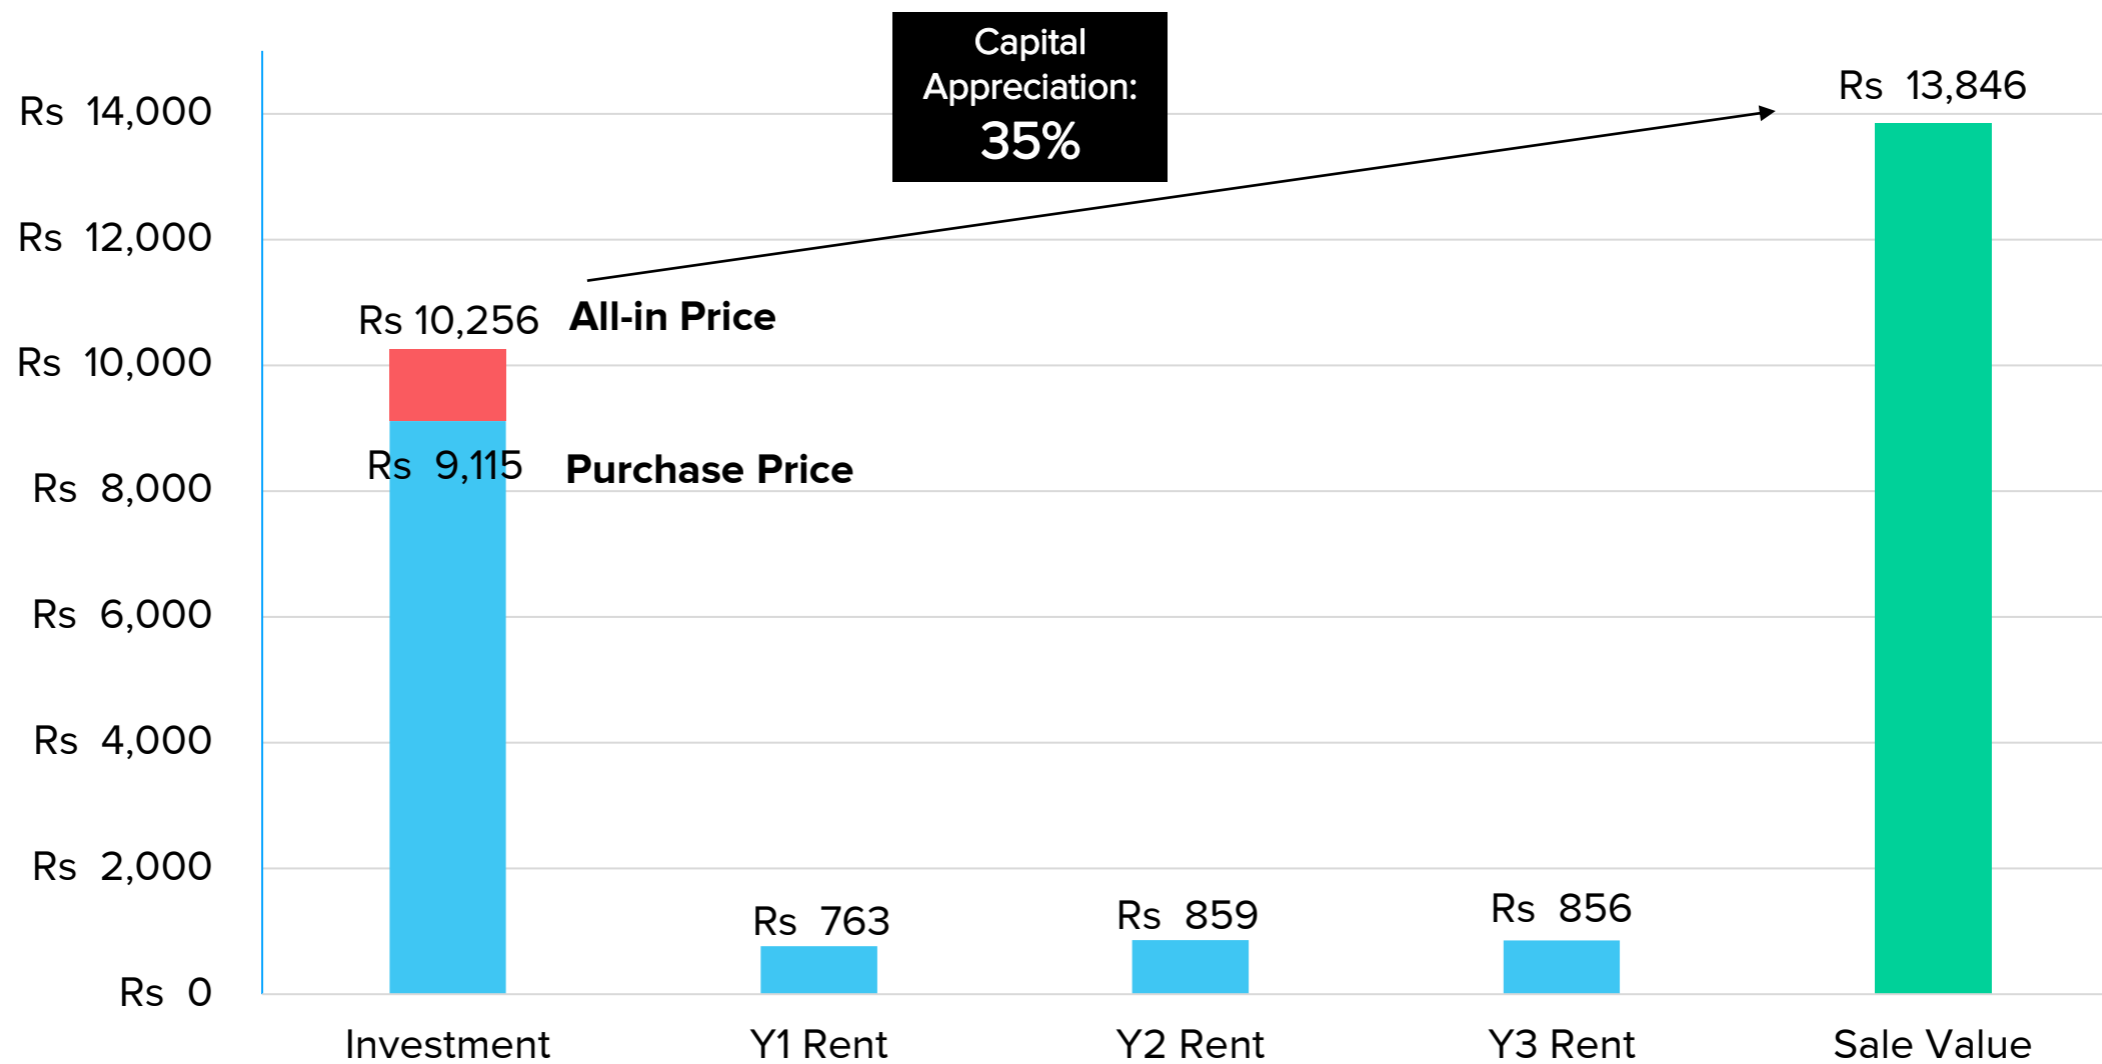 Capital
Appreciation:
35%
Rs 13,846
Rs 14,000
Rs 12,000
Rs 10,256 All-in Price
Rs 10,000
Rs 9,115 Purchase Price
Rs 8,000
Rs 6,000
Rs 4,000
Rs 2,000
Rs 763
Rs 859
Rs 856
Rs 0
Investment
Y1 Rent
Y2 Rent
Y3 Rent
Sale Value